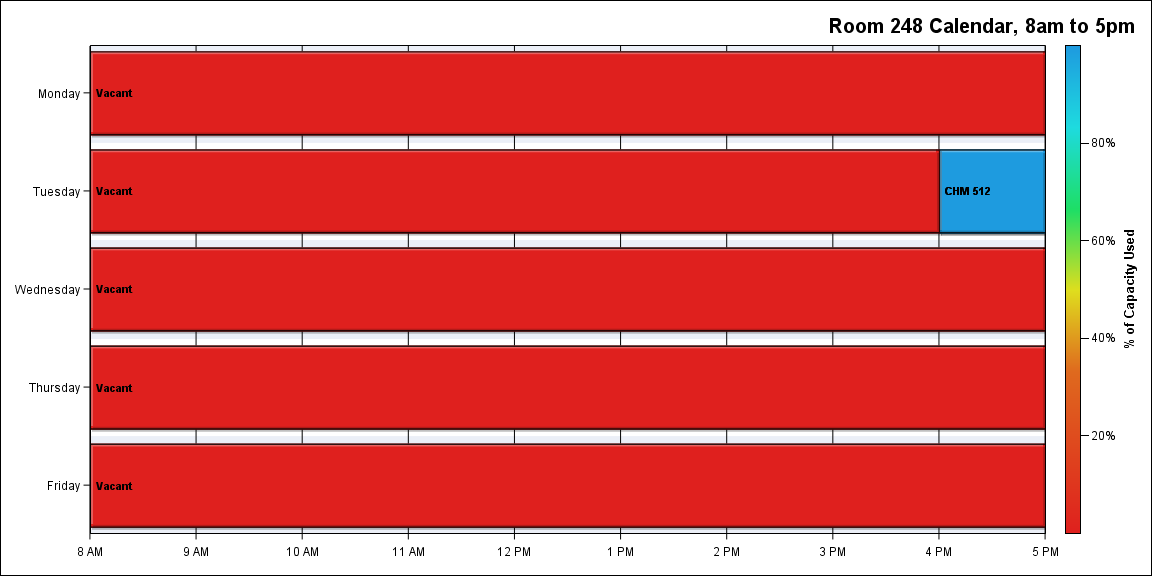 Room 248 Calendar, 8am to 5pm
Monday
Vacant
Tuesday
Vacant
CHM 512
Wednesday
Vacant
Thursday
Vacant
Friday
Vacant
8 AM 9 AM 10 AM 11 AM 12 PM 1 PM 2 PM 3 PM 4 PM 5 PM
80%
60%
40%
20%
% of Capacity Used